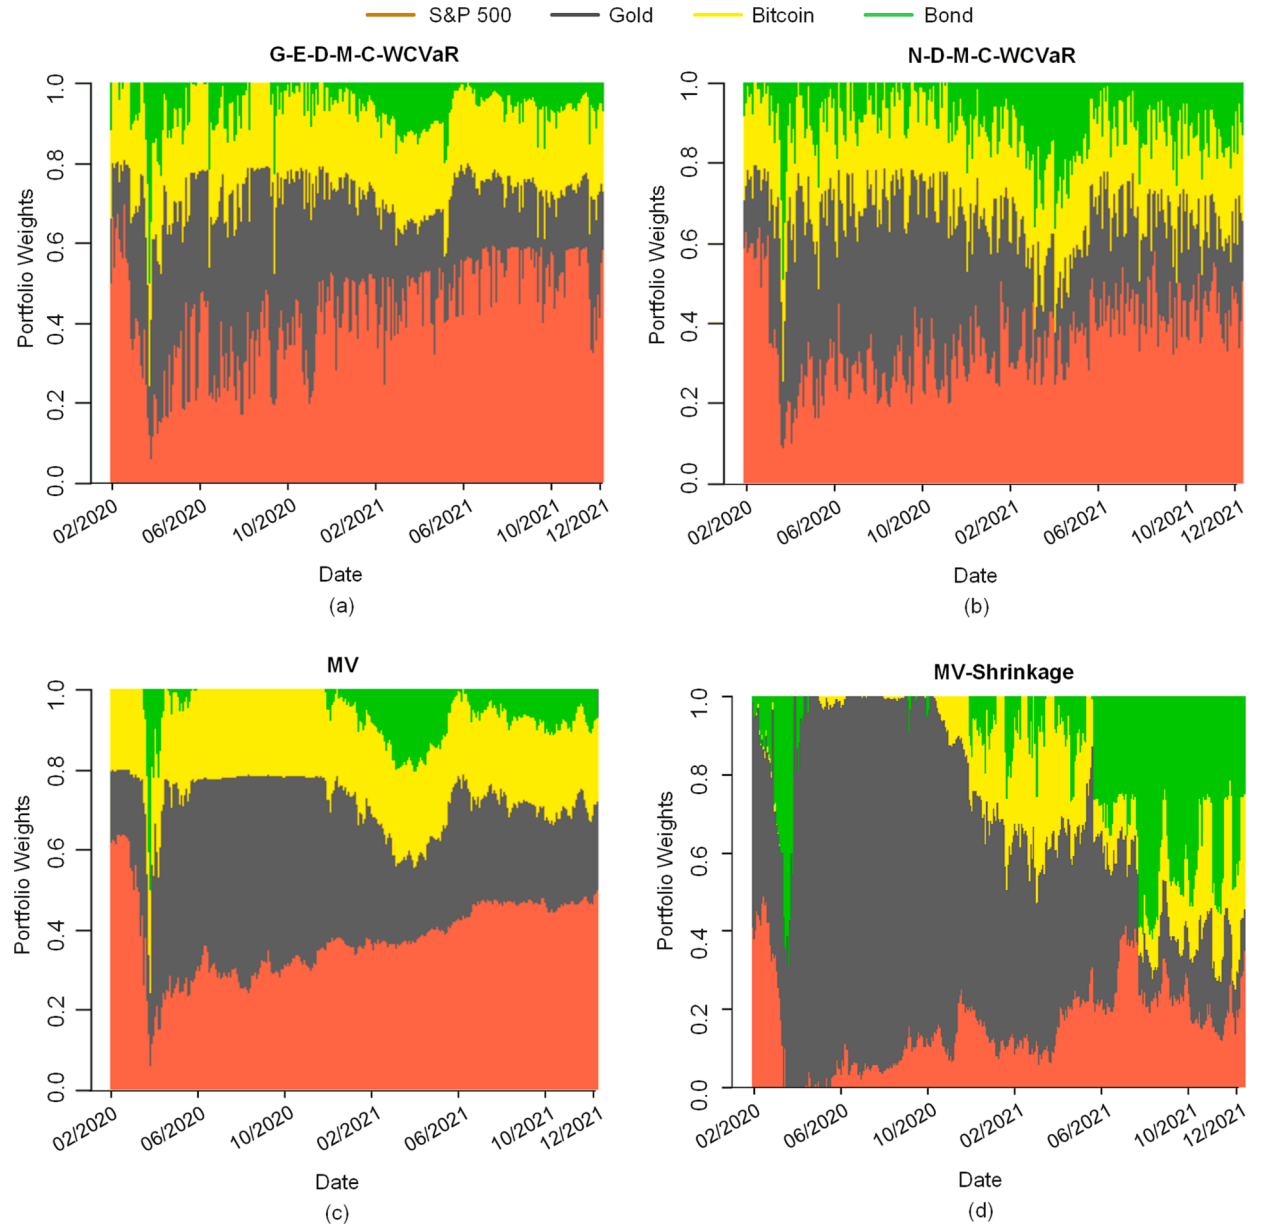 S&P 500 Gold Bitcoin Bond
G-E-D-M-C-WCVaR
Portfolio Weights
0.0 0.2 0.4 0.6 0.8 1.0
02/2020 06/2020 10/2020 02/2021 06/2021 10/2021 12/2021
Date
(a)
N-D-M-C-WCVaR
Portfolio Weights
0.0 0.2 0.4 0.6 0.8 1.0
02/2020 06/2020 10/2020 02/2021 06/2021 10/2021 12/2021
Date
(b)
MV
Portfolio Weights
0.0 0.2 0.4 0.6 0.8 1.0
02/2020 06/2020 10/2020 02/2021 06/2021 10/2021 12/2021
Date
(c)
MV-Shrinkage
Portfolio Weights
0.0 0.2 0.4 0.6 0.8 1.0
02/2020 06/2020 10/2020 02/2021 06/2021 10/2021 12/2021
Date
(d)